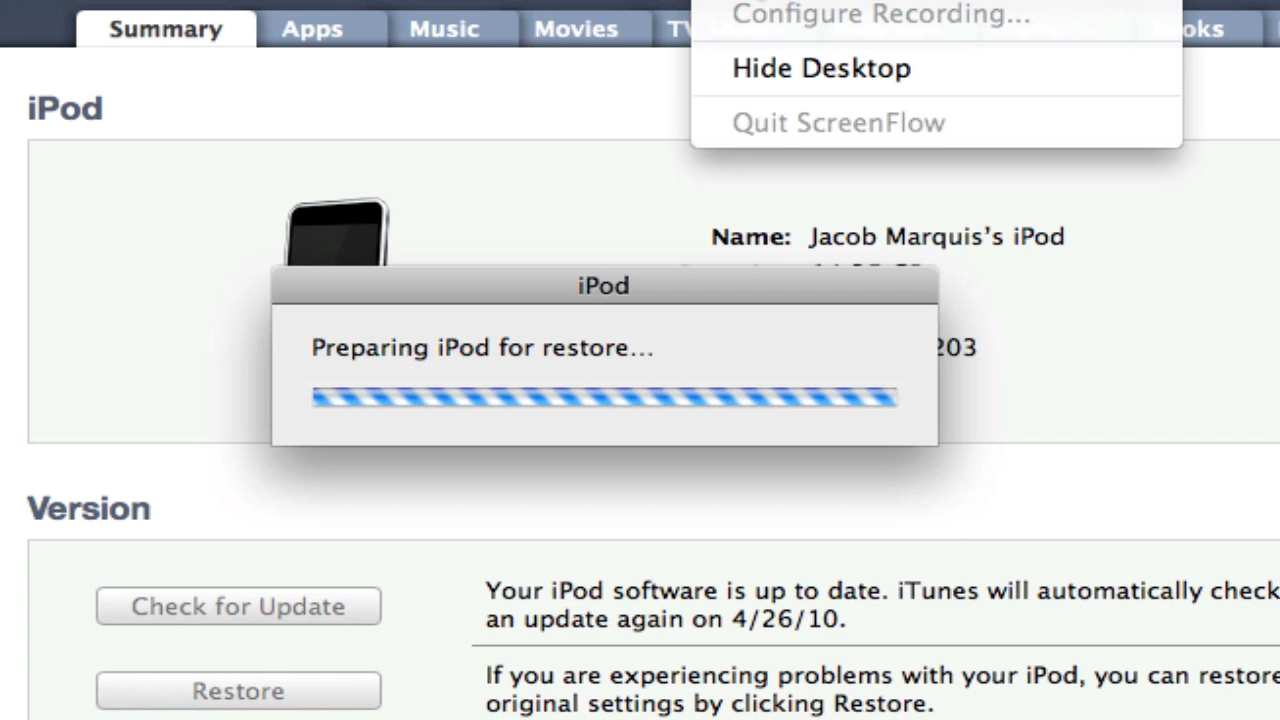 Configure Recording...
Summary Apps Music Movies
Hide Desktop
Quit ScreenFlow
iPod
Name: Jacob Marquis's iPod
iPod
Preparing iPod for restore...
203
Version
Check for Update
Your iPod software is up to date. iTunes will automatically check
an update again on 4/26/10.
Restore
If you are experiencing problems with your iPod, you can restore
original settings by clicking Restore.